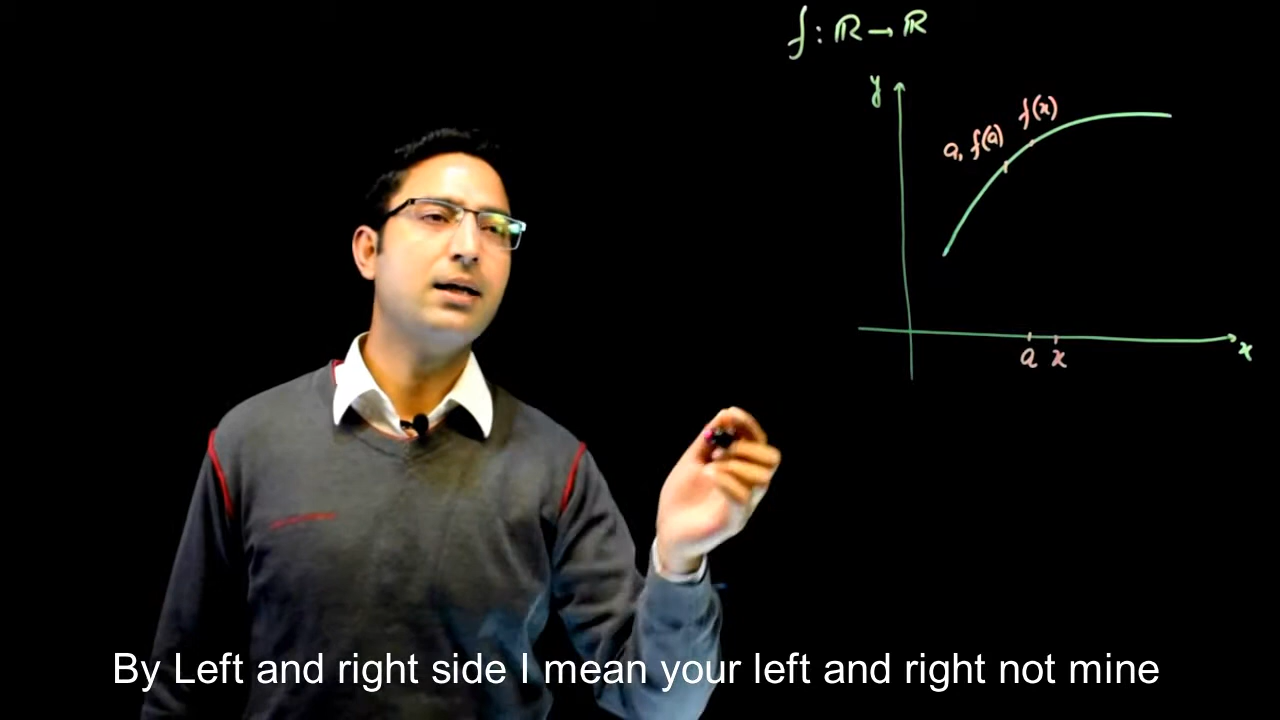 f : ℝ → ℝ
y
f(x)
a, f(a)
x
a x
By Left and right side I mean your left and right not mine